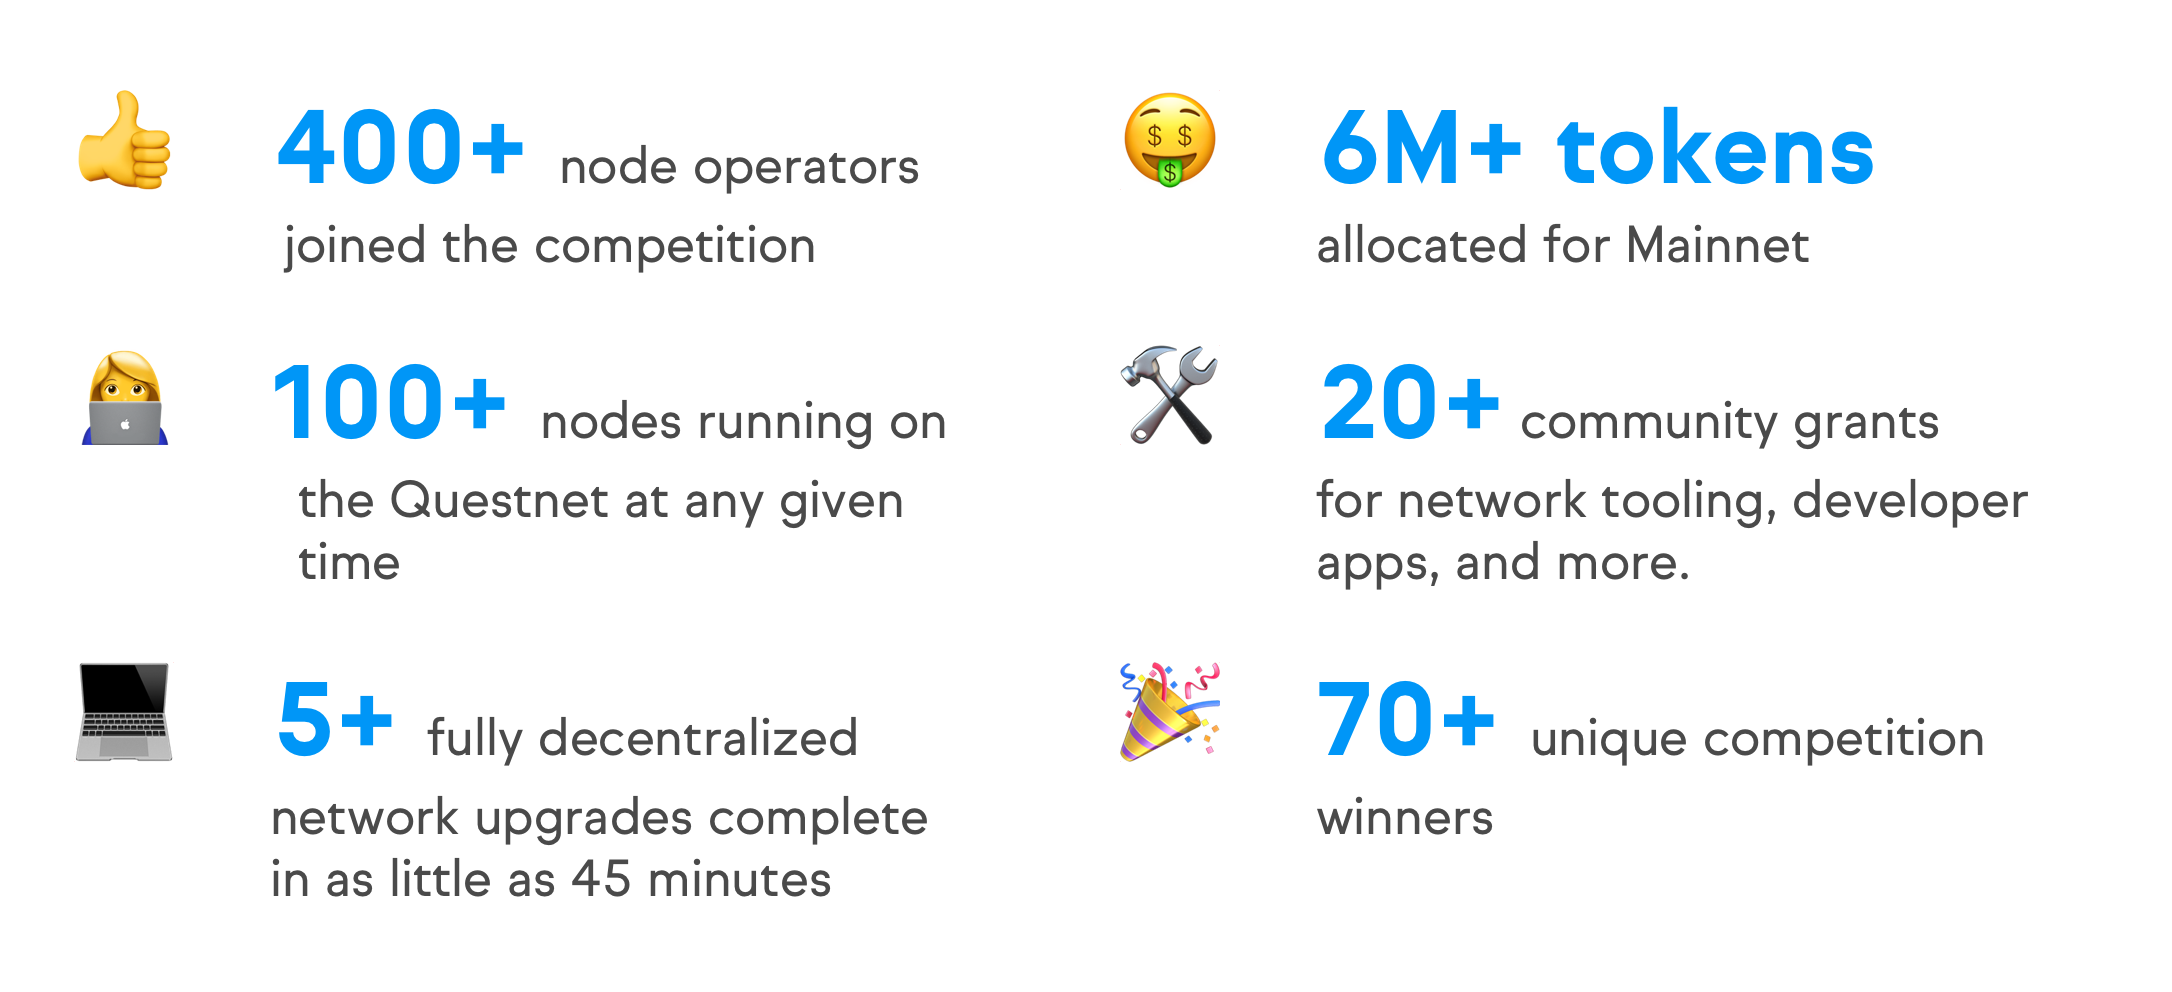 400+ node operators
joined the competition
100+ nodes running on
the Questnet at any given
time
5+ fully decentralized
network upgrades complete
in as little as 45 minutes
6M+ tokens
allocated for Mainnet
20+ community grants
for network tooling, developer
apps, and more.
70+ unique competition
winners